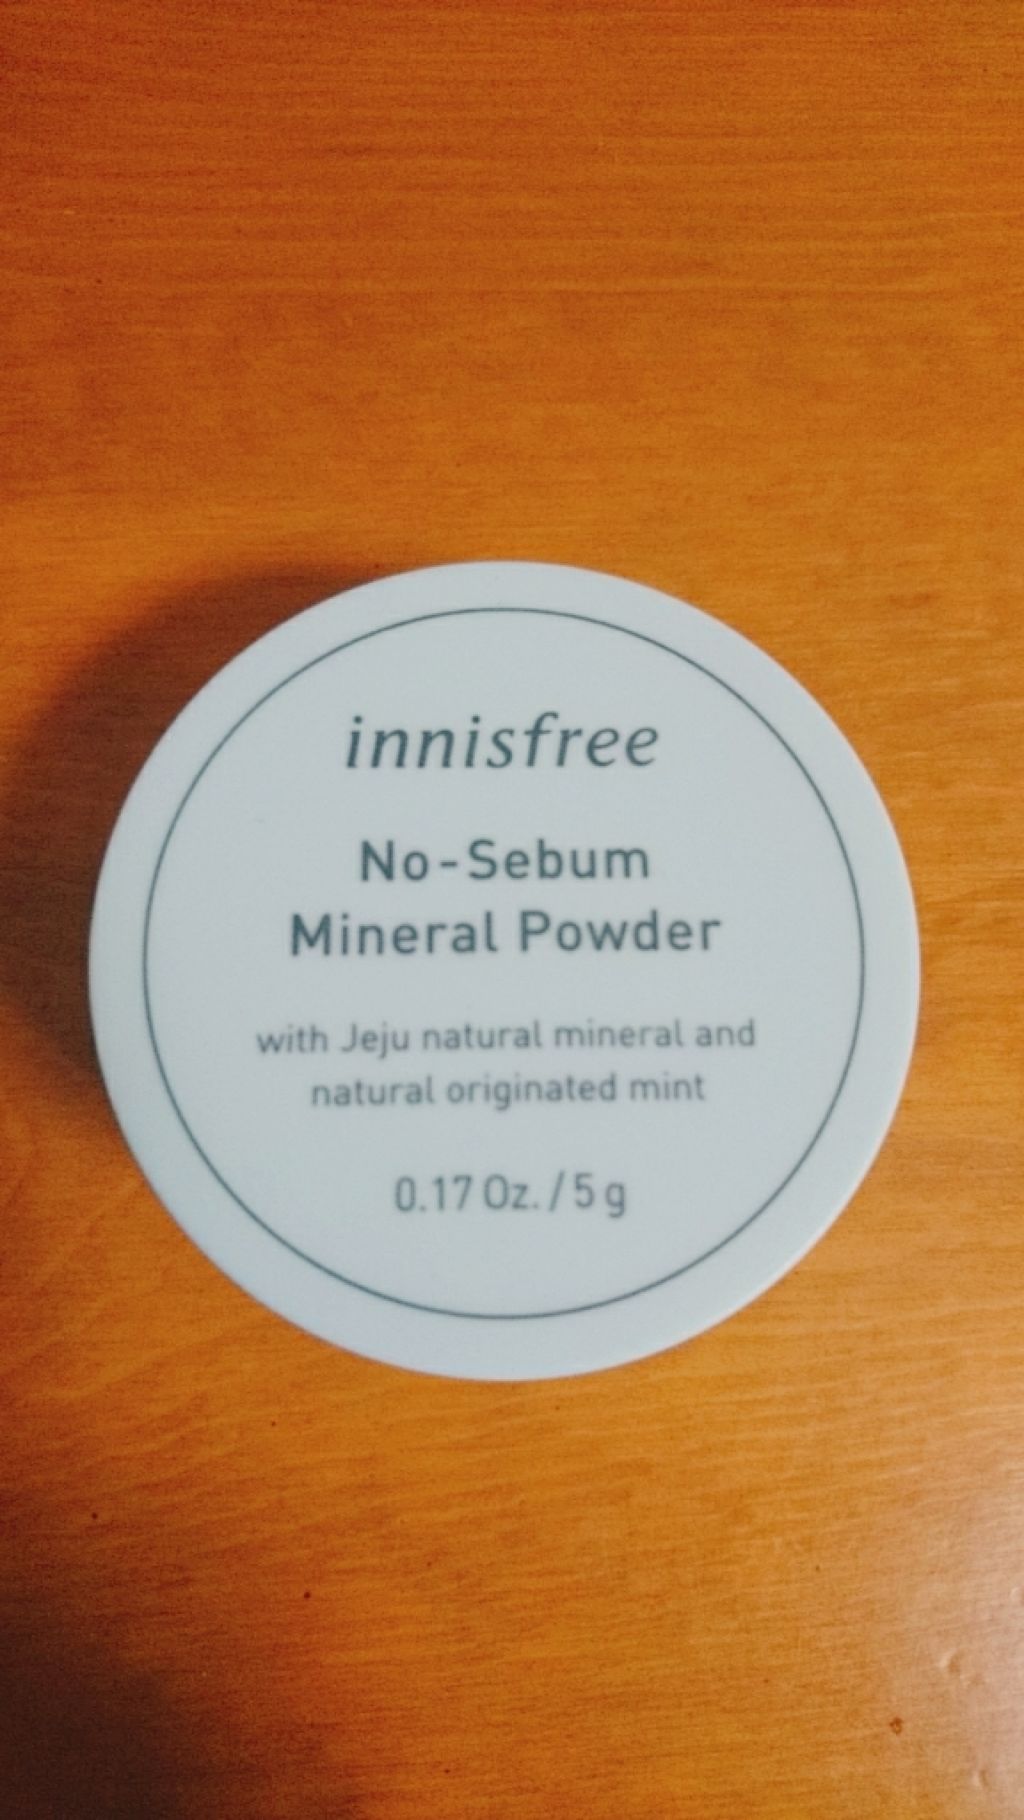 innisfree
No-Sebum
Mineral Powder
with Jeju natural mineral and
natural originated mint
0.17 Oz. / 5 g